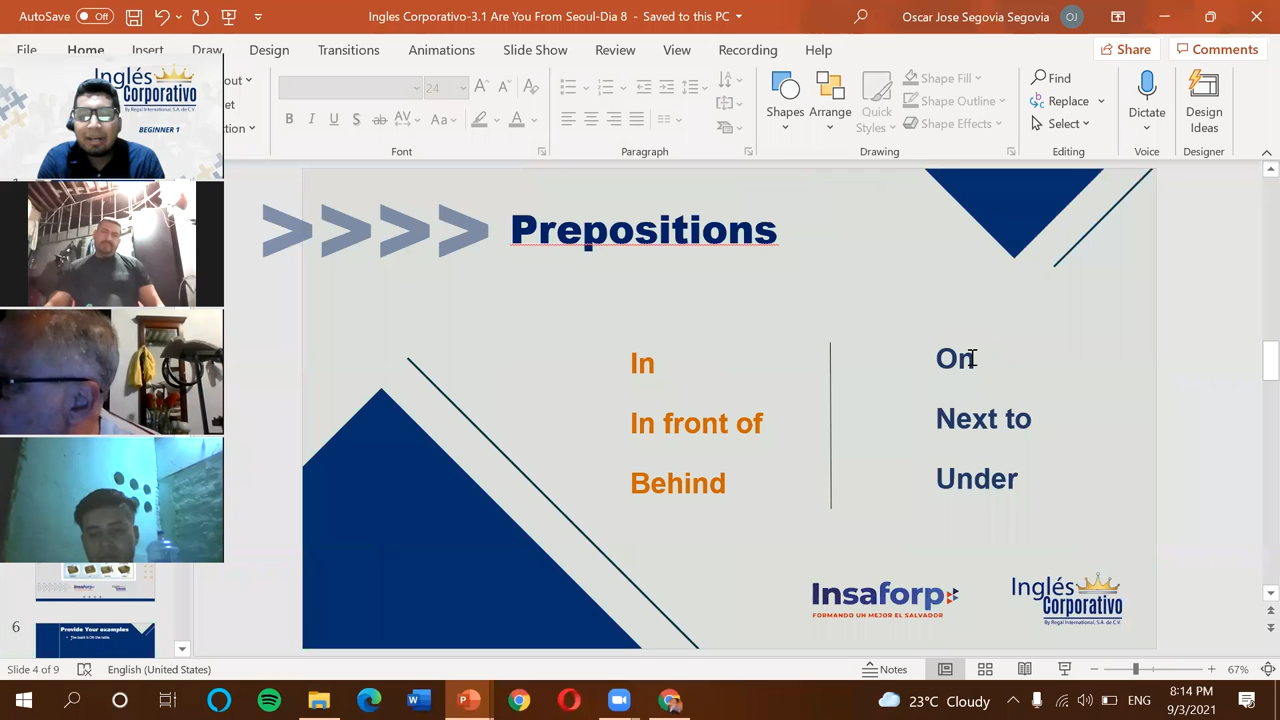 AutoSave Off
Ingles Corporativo-3.1 Are You From Seoul-Dia 8 - Saved to this PC
Oscar Jose Segovia Segovia OJ
File Home Insert Draw Design Transitions Animations Slide Show Review View Recording Help
Share Comments
Inglés
Corporativo
By Regal International, S.A. de C.V.
BEGINNER 1
Shapes
Arrange
Quick
Styles
Shape Fill
Shape Outline
Shape Effects
Find
Replace
Select
Dictate
Design
Ideas
Font
Paragraph
Drawing
Editing
Voice
Designer
>>>> Prepositions
In
In front of
Behind
On
Next to
Under
Insaforp
FORMANDO UN MEJOR EL SALVADOR
Inglés
Corporativo
By Regal International, S.A. de C.V.
6
Provide Your examples
Slide 4 of 9
English (United States)
Notes
67%
23°C Cloudy
ENG
8:14 PM
9/3/2021